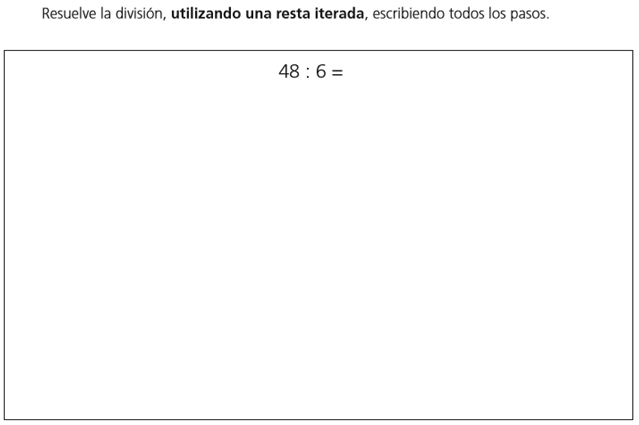 Resuelve la división, utilizando una resta iterada, escribiendo todos los pasos.
48 : 6 =